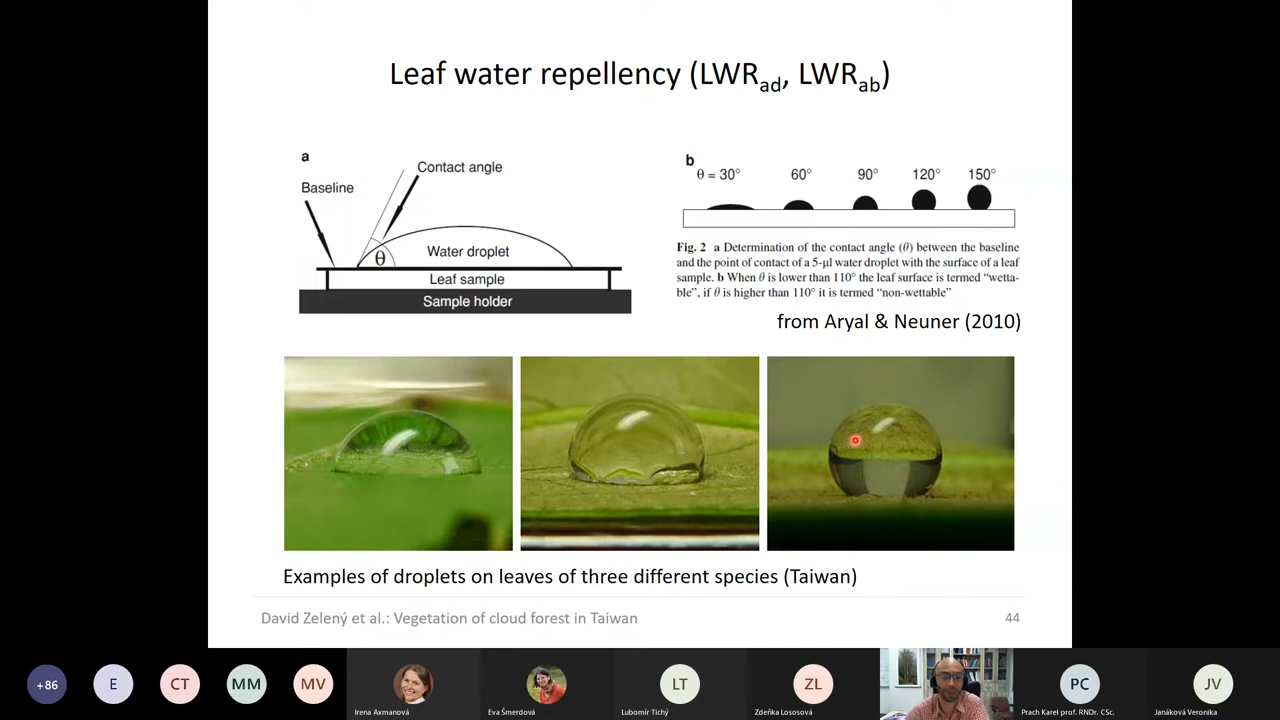 Leaf water repellency (LWRad, LWRab)
a
Contact angle
Baseline
θ
Water droplet
Leaf sample
Sample holder
b
θ = 30° 60° 90° 120° 150°
Fig. 2 a Determination of the contact angle (θ) between the baseline
and the point of contact of a 5-µl water droplet with the surface of a leaf
sample. b When θ is lower than 110° the leaf surface is termed “wetta-
ble”, if θ is higher than 110° it is termed “non-wettable”
from Aryal & Neuner (2010)
Examples of droplets on leaves of three different species (Taiwan)
David Zelený et al.: Vegetation of cloud forest in Taiwan
44
+86
E
CT
MM
MV
Irena Axmanová
Eva Šmerdová
LT
Lubomír Tichý
ZL
Zdeňka Lososová
PC
Prach Karel prof. RNDr. CSc.
JV
Janáková Veronika